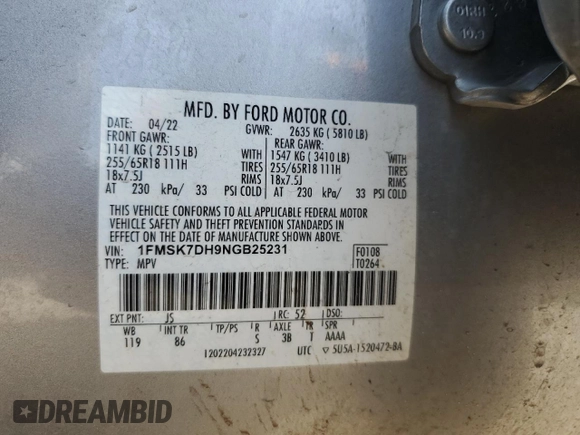 01RH
10.9
MFD. BY FORD MOTOR CO.
DATE: 04/22 GVWR: 2635 KG ( 5810 LB)
FRONT GAWR: REAR GAWR:
1141 KG ( 2515 LB) WITH 1547 KG ( 3410 LB) WITH
255/65R18 111H TIRES 255/65R18 111H TIRES
18x7.5J RIMS 18x7.5J RIMS
AT 230 kPa/ 33 PSI COLD AT 230 kPa/ 33 PSI COLD
THIS VEHICLE CONFORMS TO ALL APPLICABLE FEDERAL MOTOR
VEHICLE SAFETY AND THEFT PREVENTION STANDARDS IN
EFFECT ON THE DATE OF MANUFACTURE SHOWN ABOVE.
VIN: 1FMSK7DH9NGB25231 F0108
TYPE: MPV T0264
EXT PNT: JS RC: 52 DSO:
WB INT TR TP/PS R AXLE TR SPR
119 86 S 3B T AAAA
1202204232327 UTC ▽ 5U5A-1520472-BA
DREAMBID